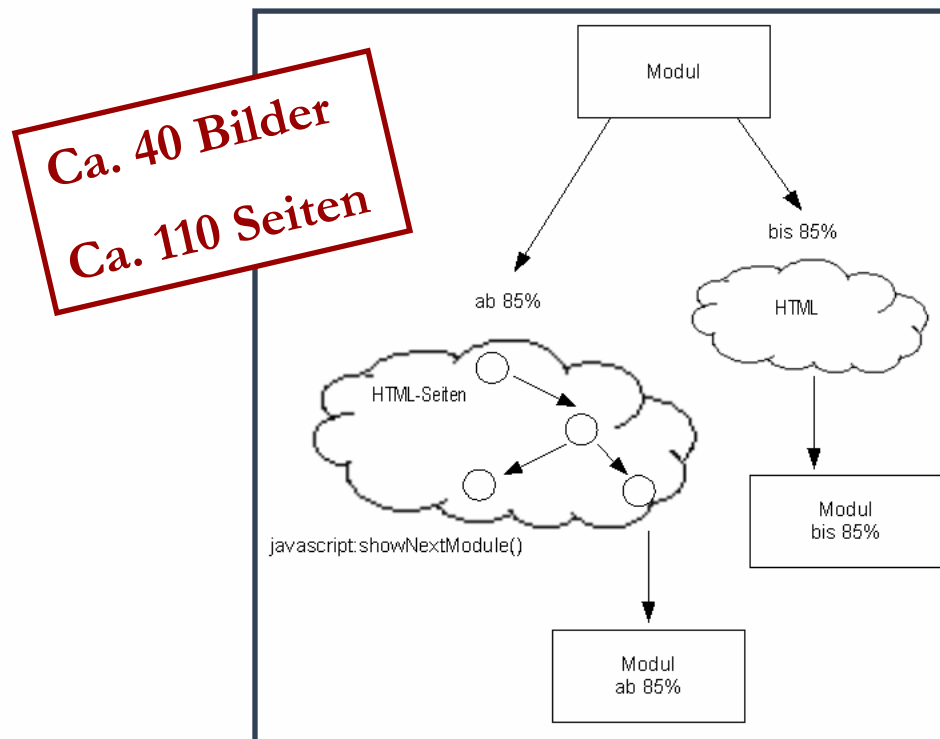 Ca. 40 Bilder
Ca. 110 Seiten
Modul
bis 85%
ab 85%
HTML
HTML-Seiten
javascript:showNextModule()
Modul
bis 85%
Modul
ab 85%